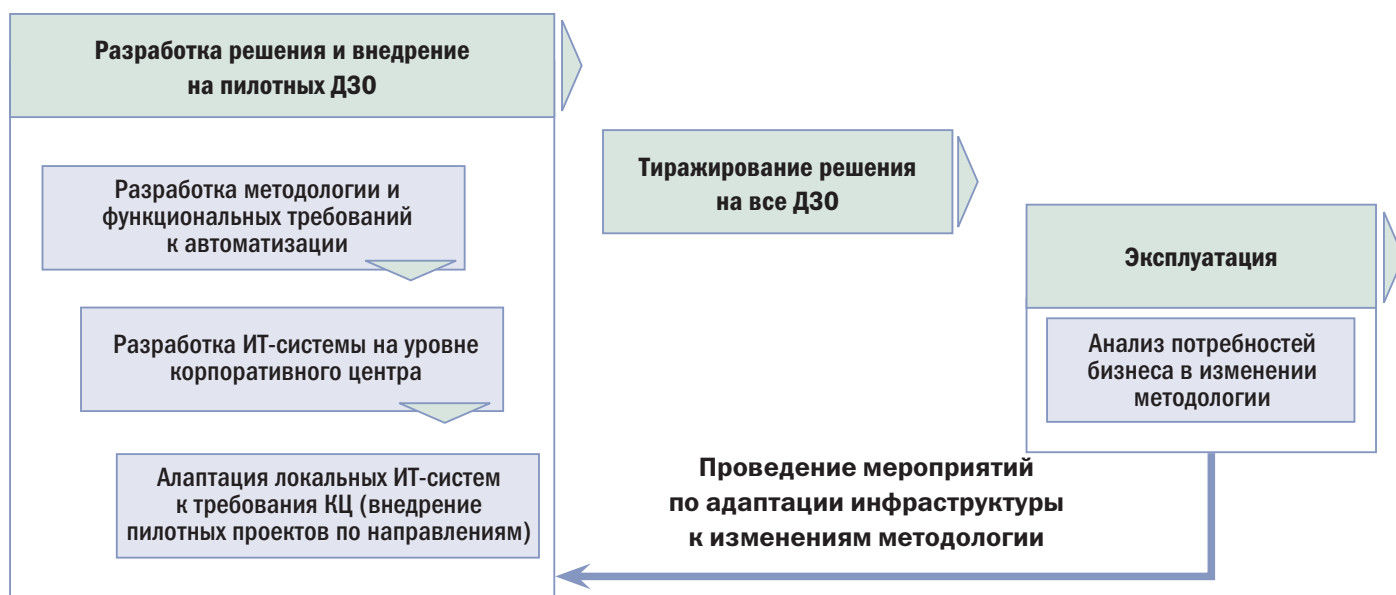 Разработка решения и внедрение
на пилотных ДЗО
Разработка методологии и
функциональных требований
к автоматизации
Разработка ИТ-системы на уровне
корпоративного центра
Алаптация локальных ИТ-систем
к требования КЦ (внедрение
пилотных проектов по направлениям)
Тиражирование решения
на все ДЗО
Эксплуатация
Анализ потребностей
бизнеса в изменении
методологии
Проведение мероприятий
по адаптации инфраструктуры
к изменениям методологии